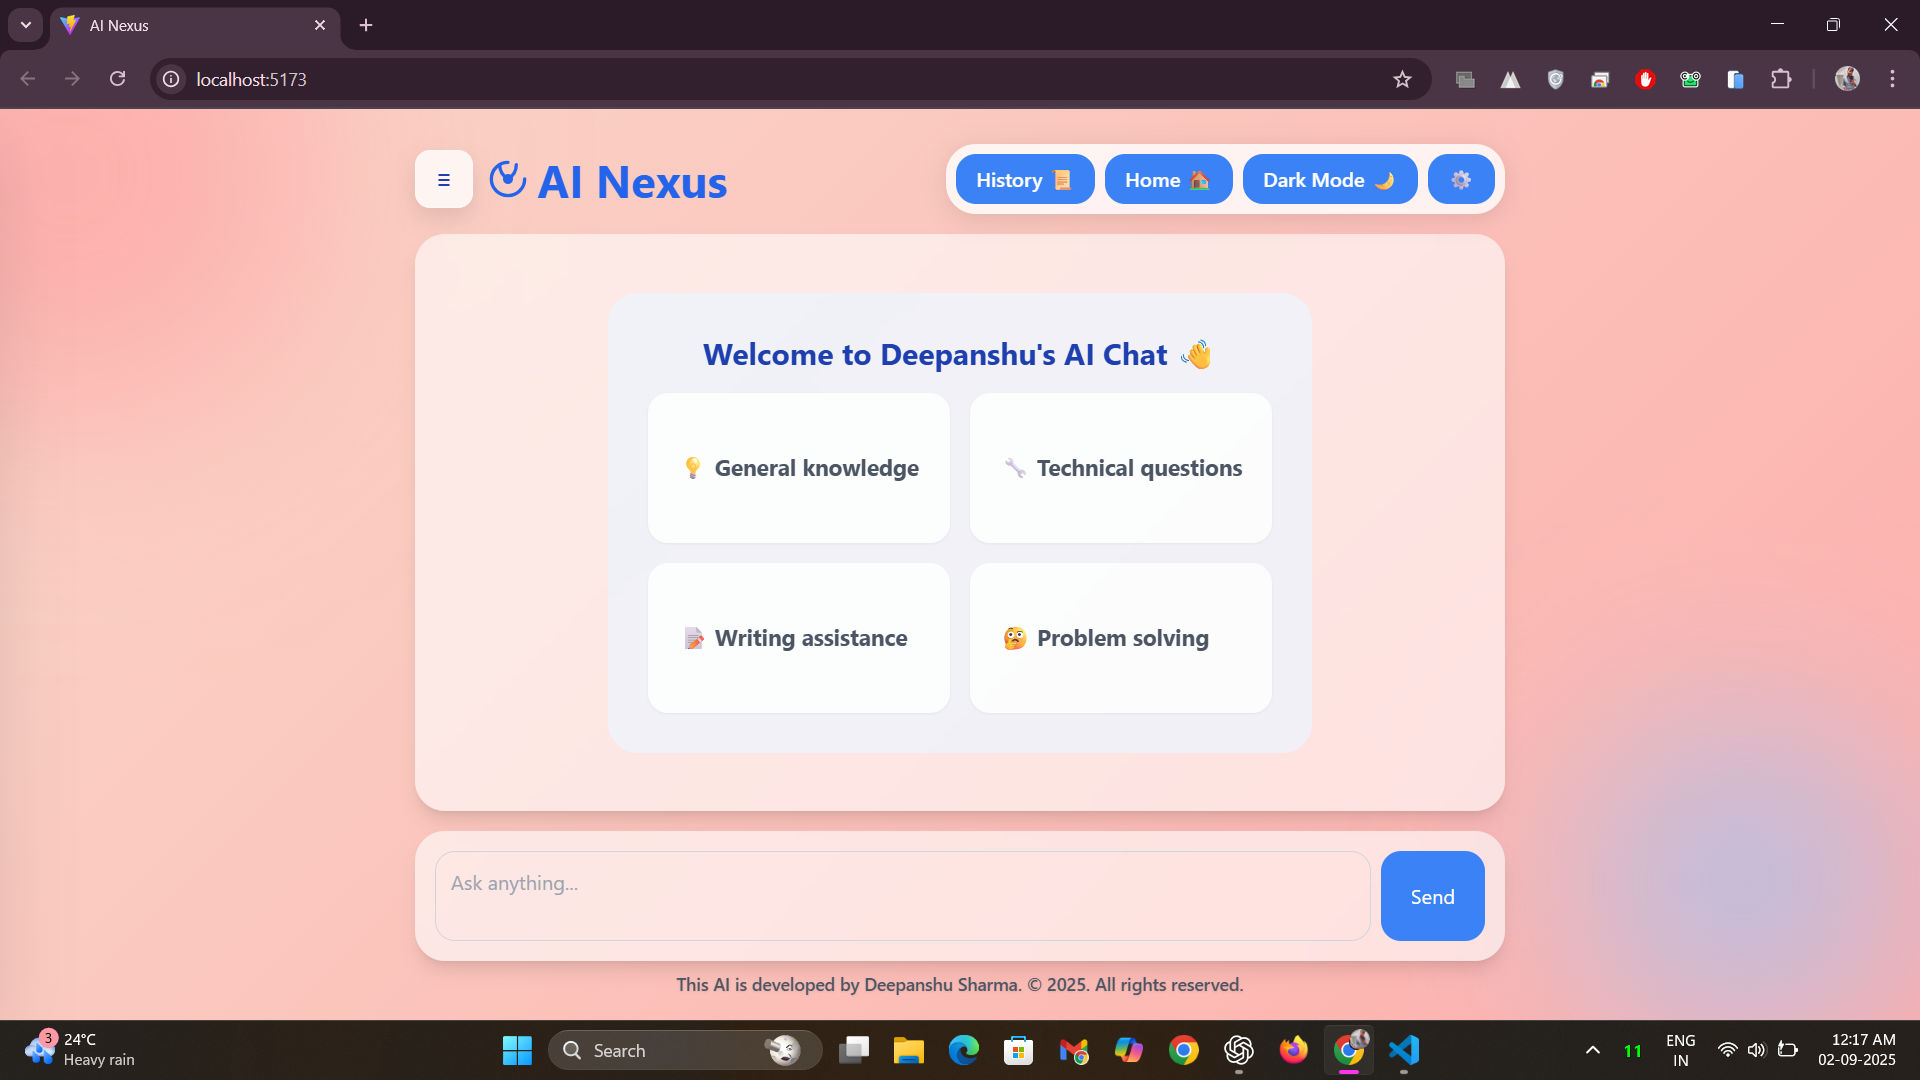 AI Nexus
localhost:5173
AI Nexus
History 📜 Home 🏠 Dark Mode 🌙 ⚙️
Welcome to Deepanshu's AI Chat 👋
💡 General knowledge
🔧 Technical questions
📝 Writing assistance
🤔 Problem solving
Ask anything...
Send
This AI is developed by Deepanshu Sharma. © 2025. All rights reserved.
3
24°C
Heavy rain
Search
11
ENG
IN
12:17 AM
02-09-2025